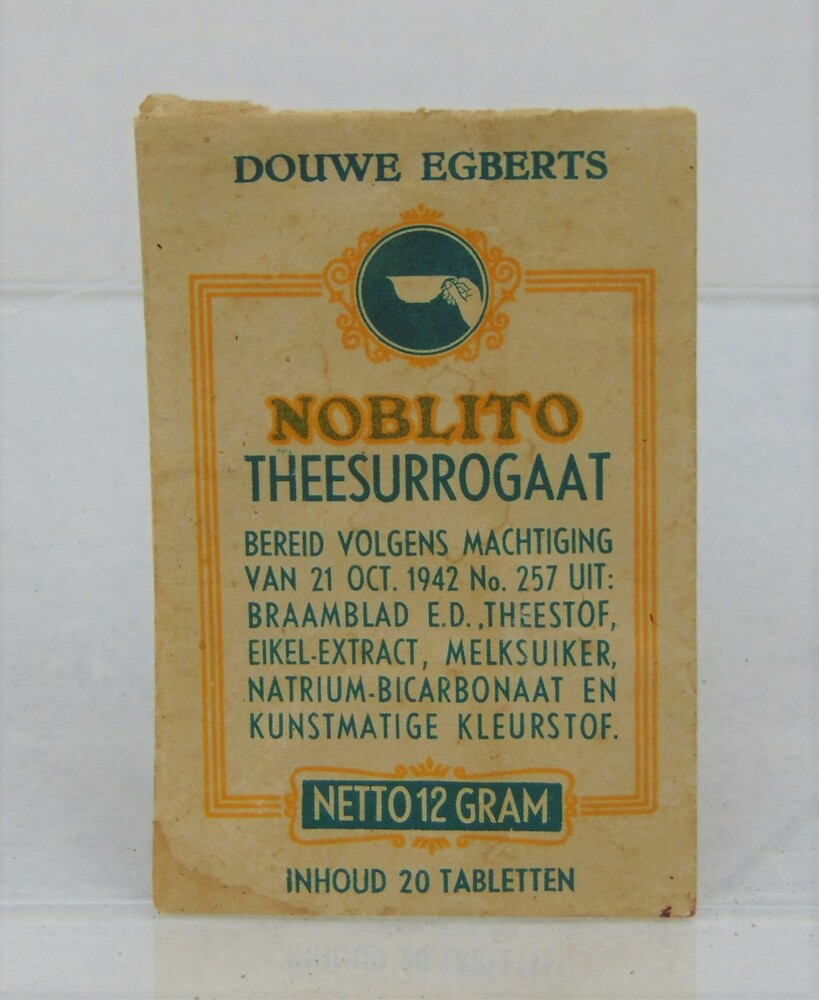 DOUWE EGBERTS
NOBLITO
THEESURROGAAT
BEREID VOLGENS MACHTIGING
VAN 21 OCT. 1942 No. 257 UIT:
BRAAMBLAD E.D.,THEESTOF,
EIKEL-EXTRACT, MELKSUIKER,
NATRIUM-BICARBONAAT EN
KUNSTMATIGE KLEURSTOF.
NETTO 12 GRAM
INHOUD 20 TABLETTEN